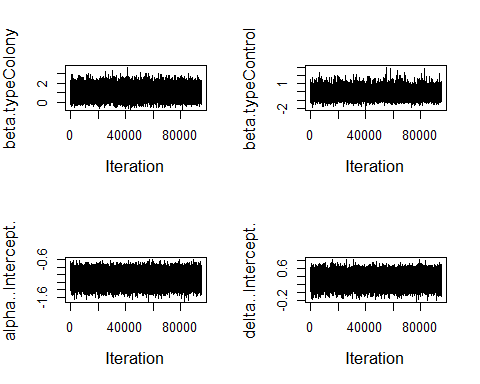 beta.typeColony
0 2
0 40000 80000
Iteration
beta.typeControl
-2 1
0 40000 80000
Iteration
alpha..Intercept.
-1.6 -0.6
0 40000 80000
Iteration
delta..Intercept.
-0.2 0.6
0 40000 80000
Iteration